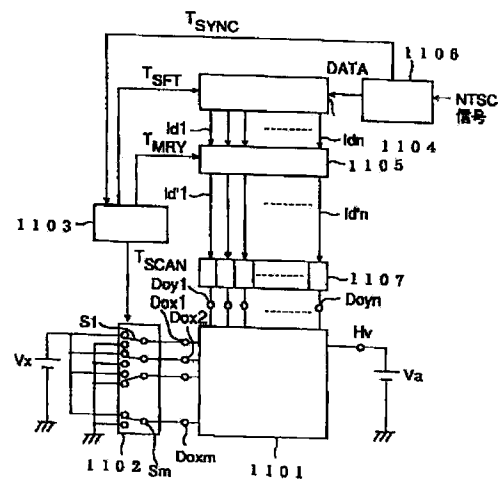 TSYNC
1106
TSFT
DATA
NTSC
信号
Id1
Idn
1104
TMRY
1105
Id'1
Id'n
1103
TSCAN
1107
Doy1
Doyn
Dox1
Dox2
S1
Hv
Vx
Va
1102
Sm
Doxm
1101